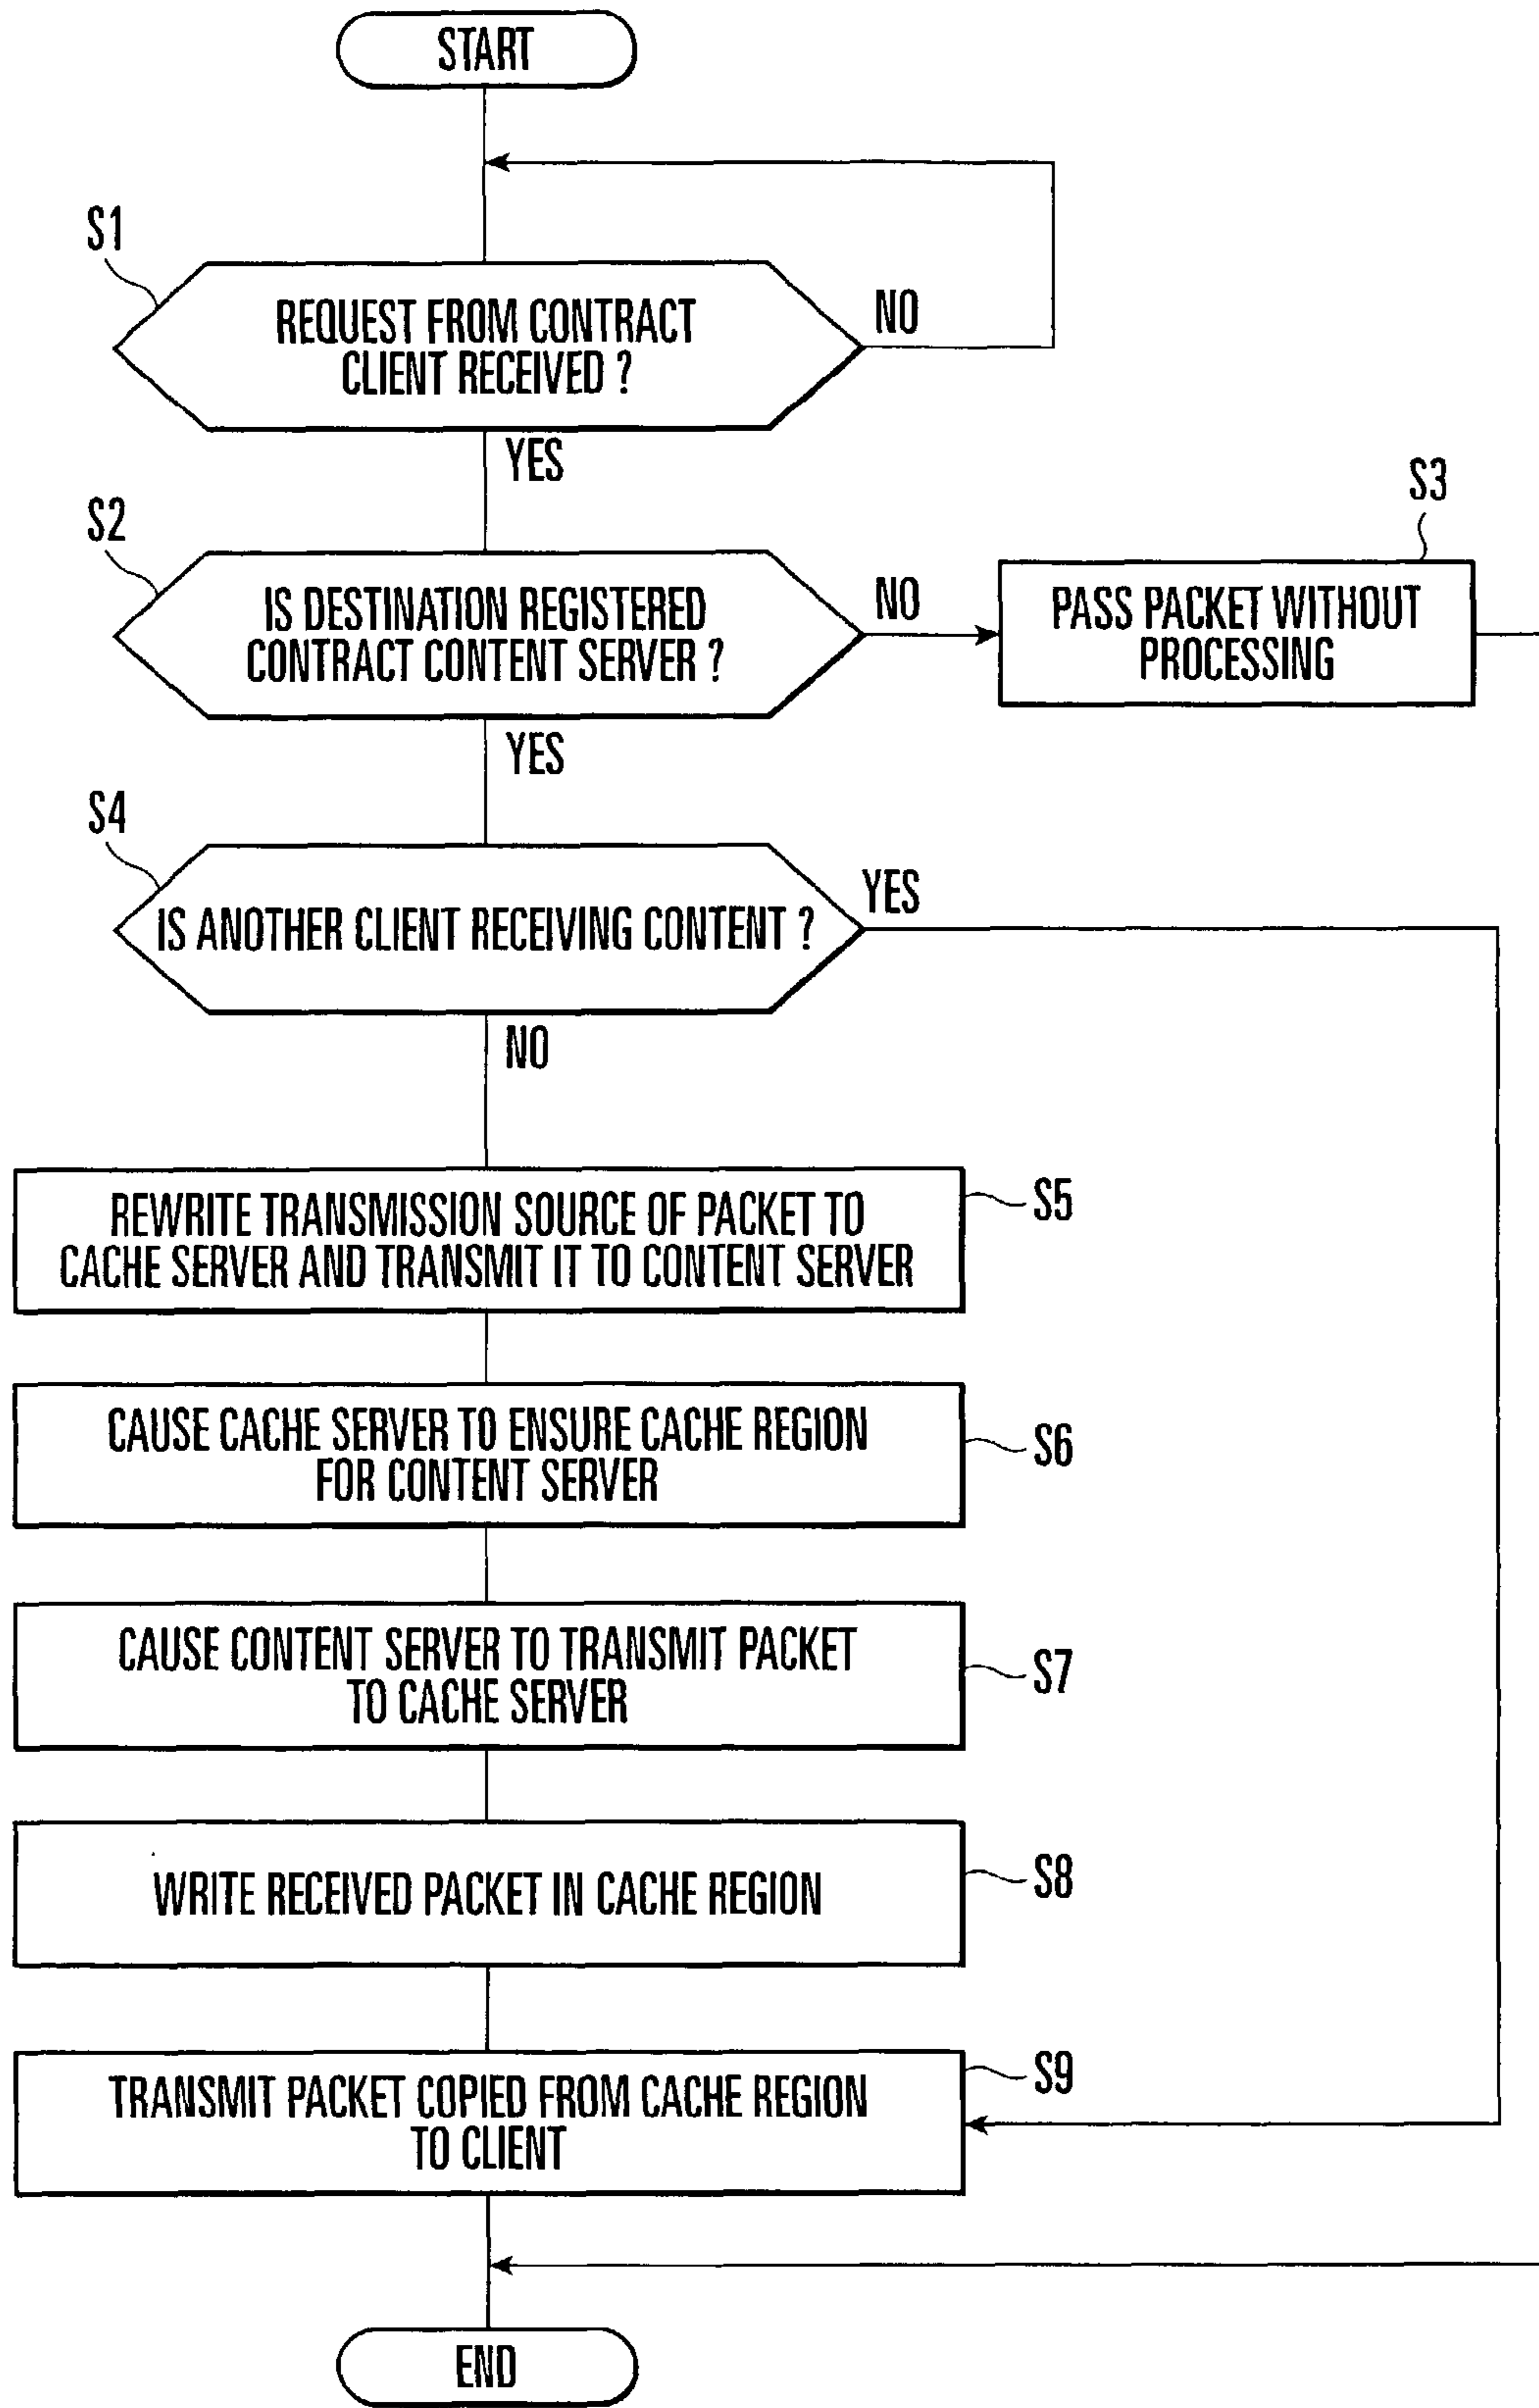 START
S1
REQUEST FROM CONTRACT
CLIENT RECEIVED ?
NO
YES
S2
IS DESTINATION REGISTERED
CONTRACT CONTENT SERVER ?
NO
S3
PASS PACKET WITHOUT
PROCESSING
YES
S4
IS ANOTHER CLIENT RECEIVING CONTENT ?
YES
NO
REWRITE TRANSMISSION SOURCE OF PACKET TO
CACHE SERVER AND TRANSMIT IT TO CONTENT SERVER
S5
CAUSE CACHE SERVER TO ENSURE CACHE REGION
FOR CONTENT SERVER
S6
CAUSE CONTENT SERVER TO TRANSMIT PACKET
TO CACHE SERVER
S7
WRITE RECEIVED PACKET IN CACHE REGION
S8
TRANSMIT PACKET COPIED FROM CACHE REGION
TO CLIENT
S9
END